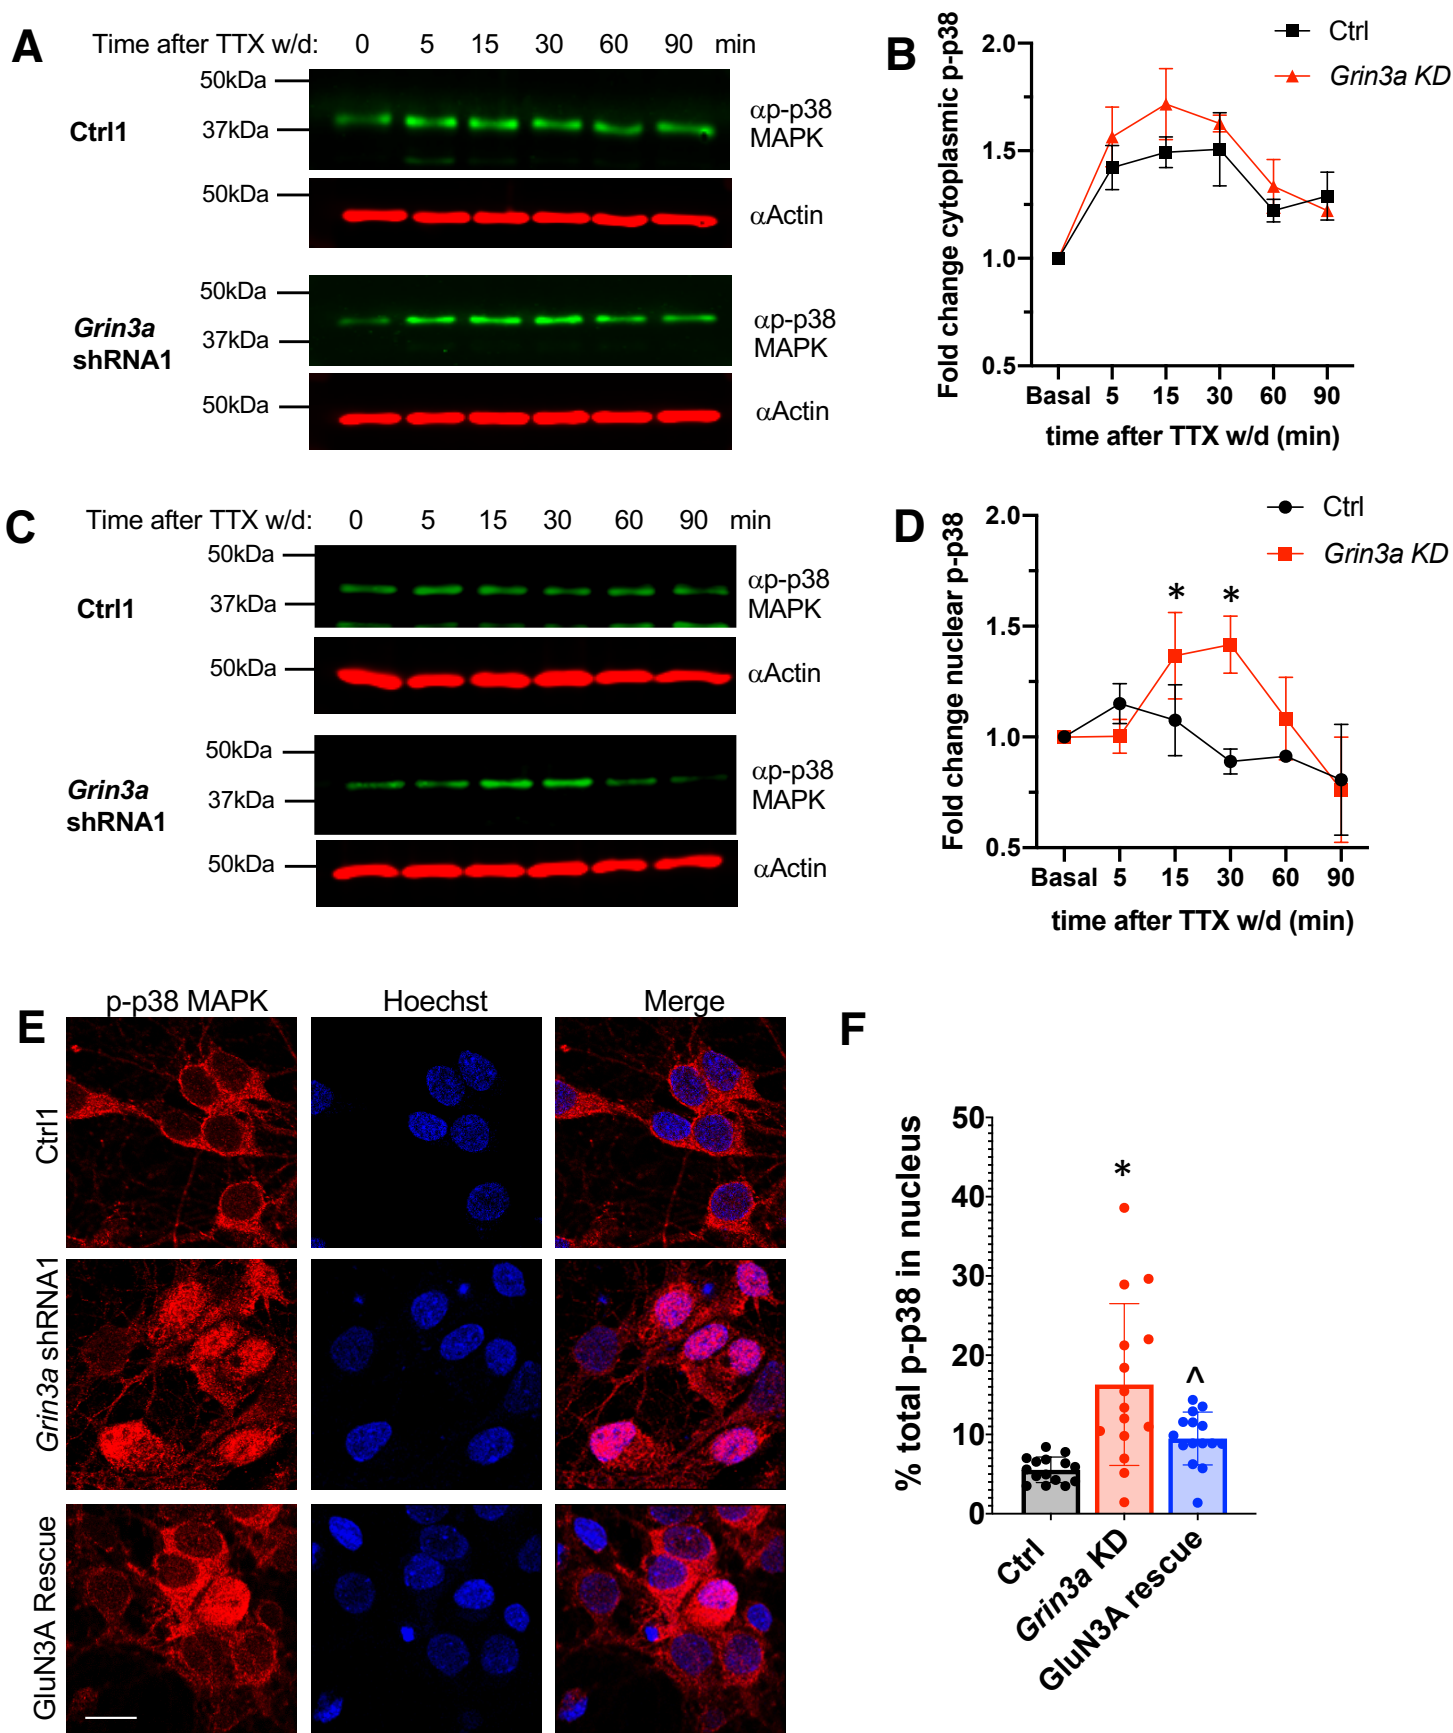 A
Time after TTX w/d: 0 5 15 30 60 90 min
50kDa
37kDa
Ctrl1
αp-p38
MAPK
50kDa
αActin
50kDa
37kDa
Grin3a
shRNA1
αp-p38
MAPK
50kDa
αActin
B
Ctrl
Grin3a KD
Fold change cytoplasmic p-p38
2.0
1.5
1.0
0.5
Basal 5 15 30 60 90
time after TTX w/d (min)
C
Time after TTX w/d: 0 5 15 30 60 90 min
50kDa
37kDa
Ctrl1
αp-p38
MAPK
50kDa
αActin
50kDa
37kDa
Grin3a
shRNA1
αp-p38
MAPK
50kDa
αActin
D
Ctrl
Grin3a KD
Fold change nuclear p-p38
2.0
1.5
1.0
0.5
* *
Basal 5 15 30 60 90
time after TTX w/d (min)
E
p-p38 MAPK Hoechst Merge
Ctrl1
Grin3a shRNA1
GluN3A Rescue
F
% total p-p38 in nucleus
50
40
30
20
10
0
*
^
Ctrl
Grin3a KD
GluN3A rescue